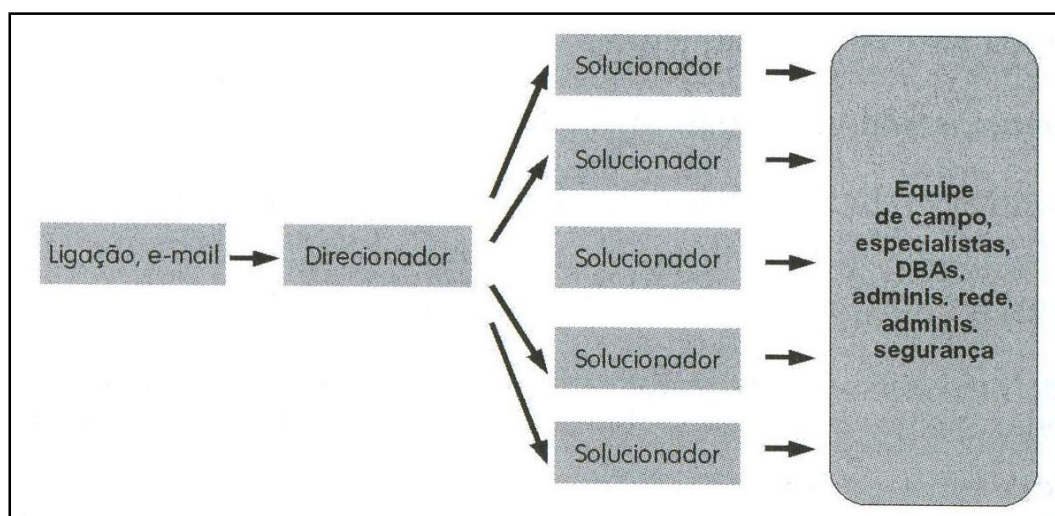 Ligação, e-mail
Direcionador
Solucionador
Solucionador
Solucionador
Solucionador
Solucionador
Equipe
de campo,
especialistas,
DBAs,
adminis. rede,
adminis.
segurança